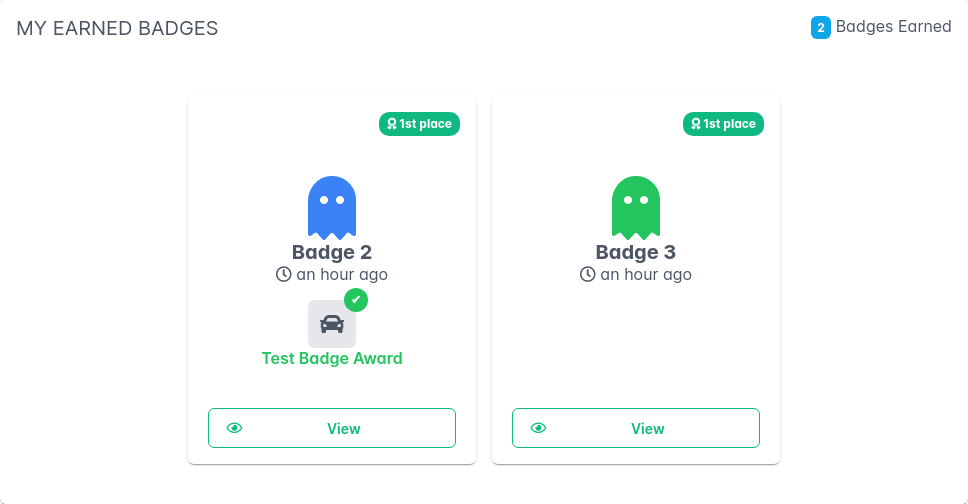 MY EARNED BADGES
2 Badges Earned
1st place
Badge 2
an hour ago
Test Badge Award
View
1st place
Badge 3
an hour ago
View